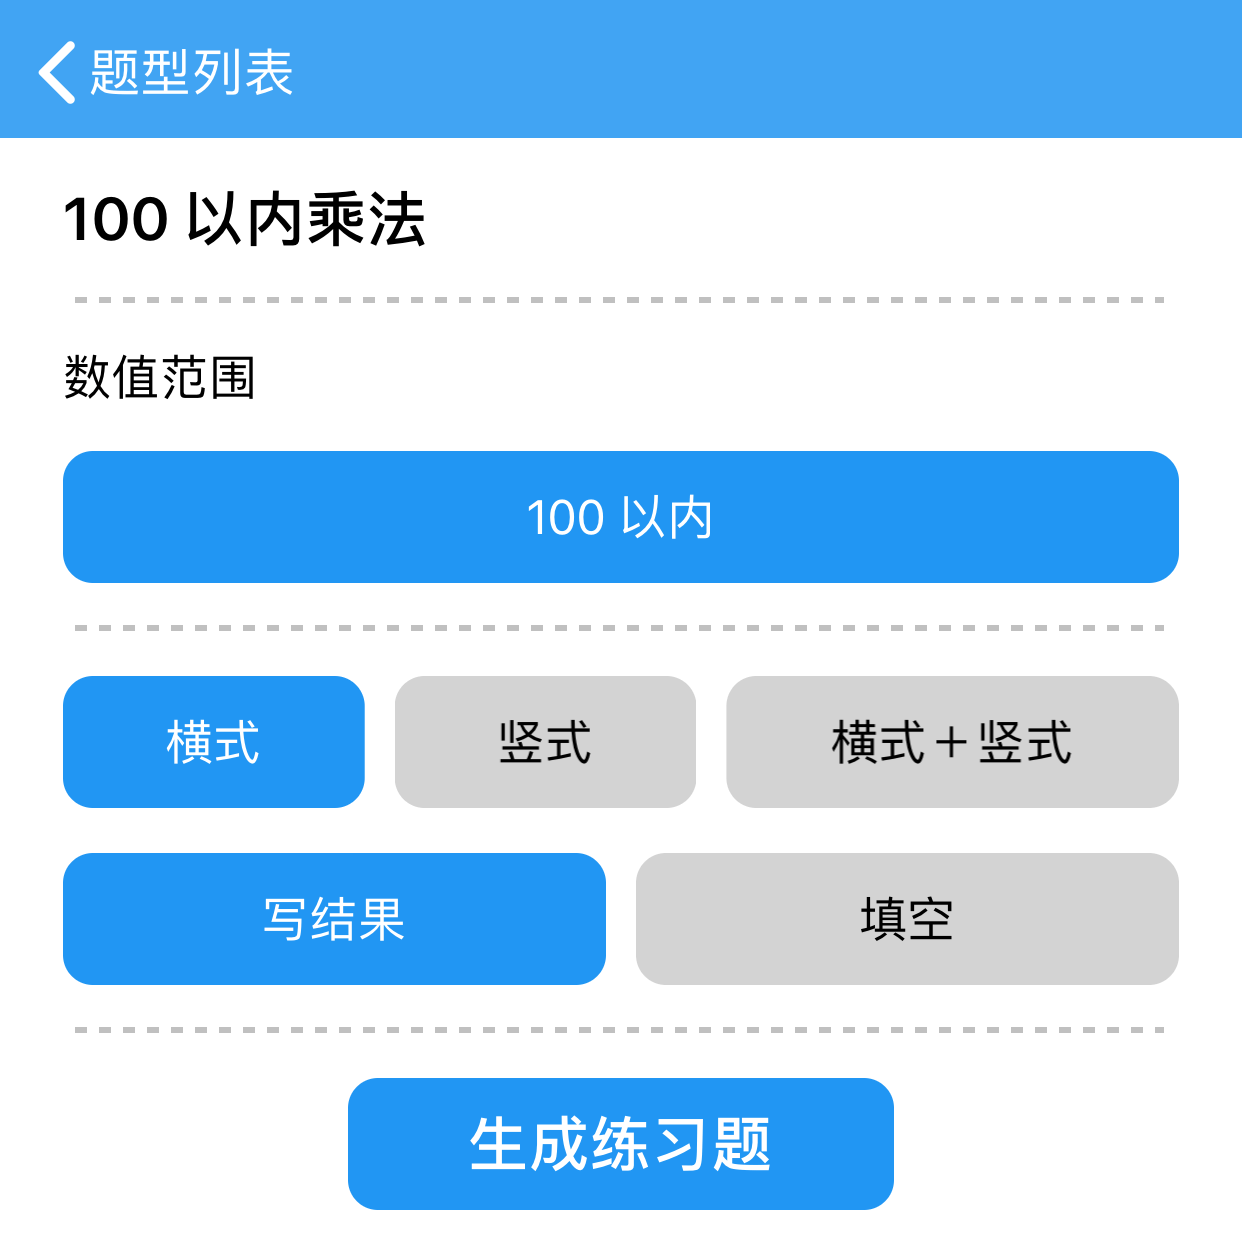 题型列表
100 以内乘法
数值范围
100 以内
横式 竖式 横式＋竖式
写结果 填空
生成练习题